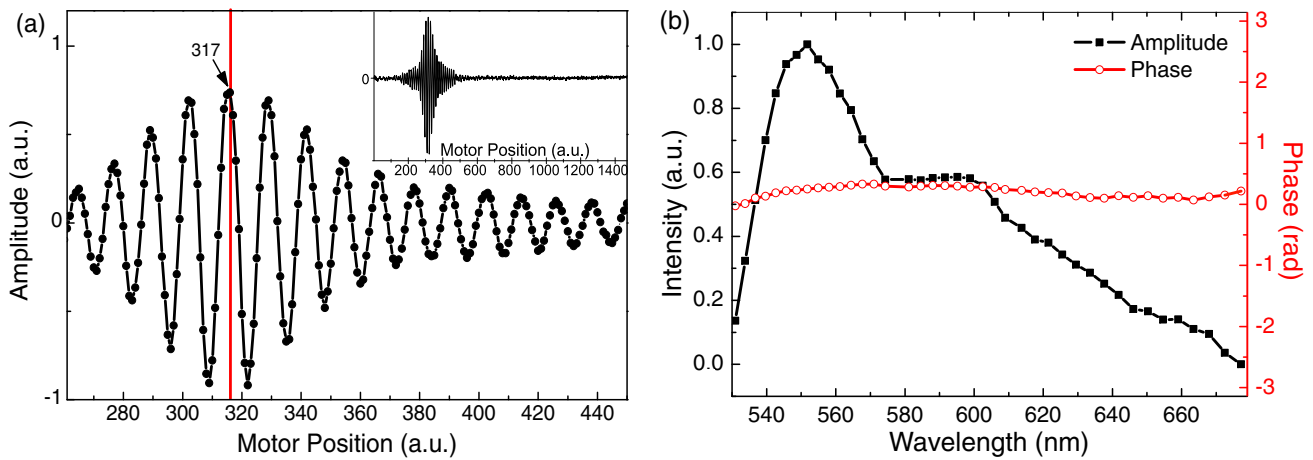 (a)
1
0
-1
Amplitude (a.u.)
317
280 300 320 340 360 380 400 420 440
Motor Position (a.u.)
0
Motor Position (a.u.)
200 400 600 800 1000 1200 1400
(b)
1.0
0.8
0.6
0.4
0.2
0.0
Intensity (a.u.)
Amplitude
Phase
3
2
1
0
-1
-2
-3
Phase (rad)
540 560 580 600 620 640 660
Wavelength (nm)